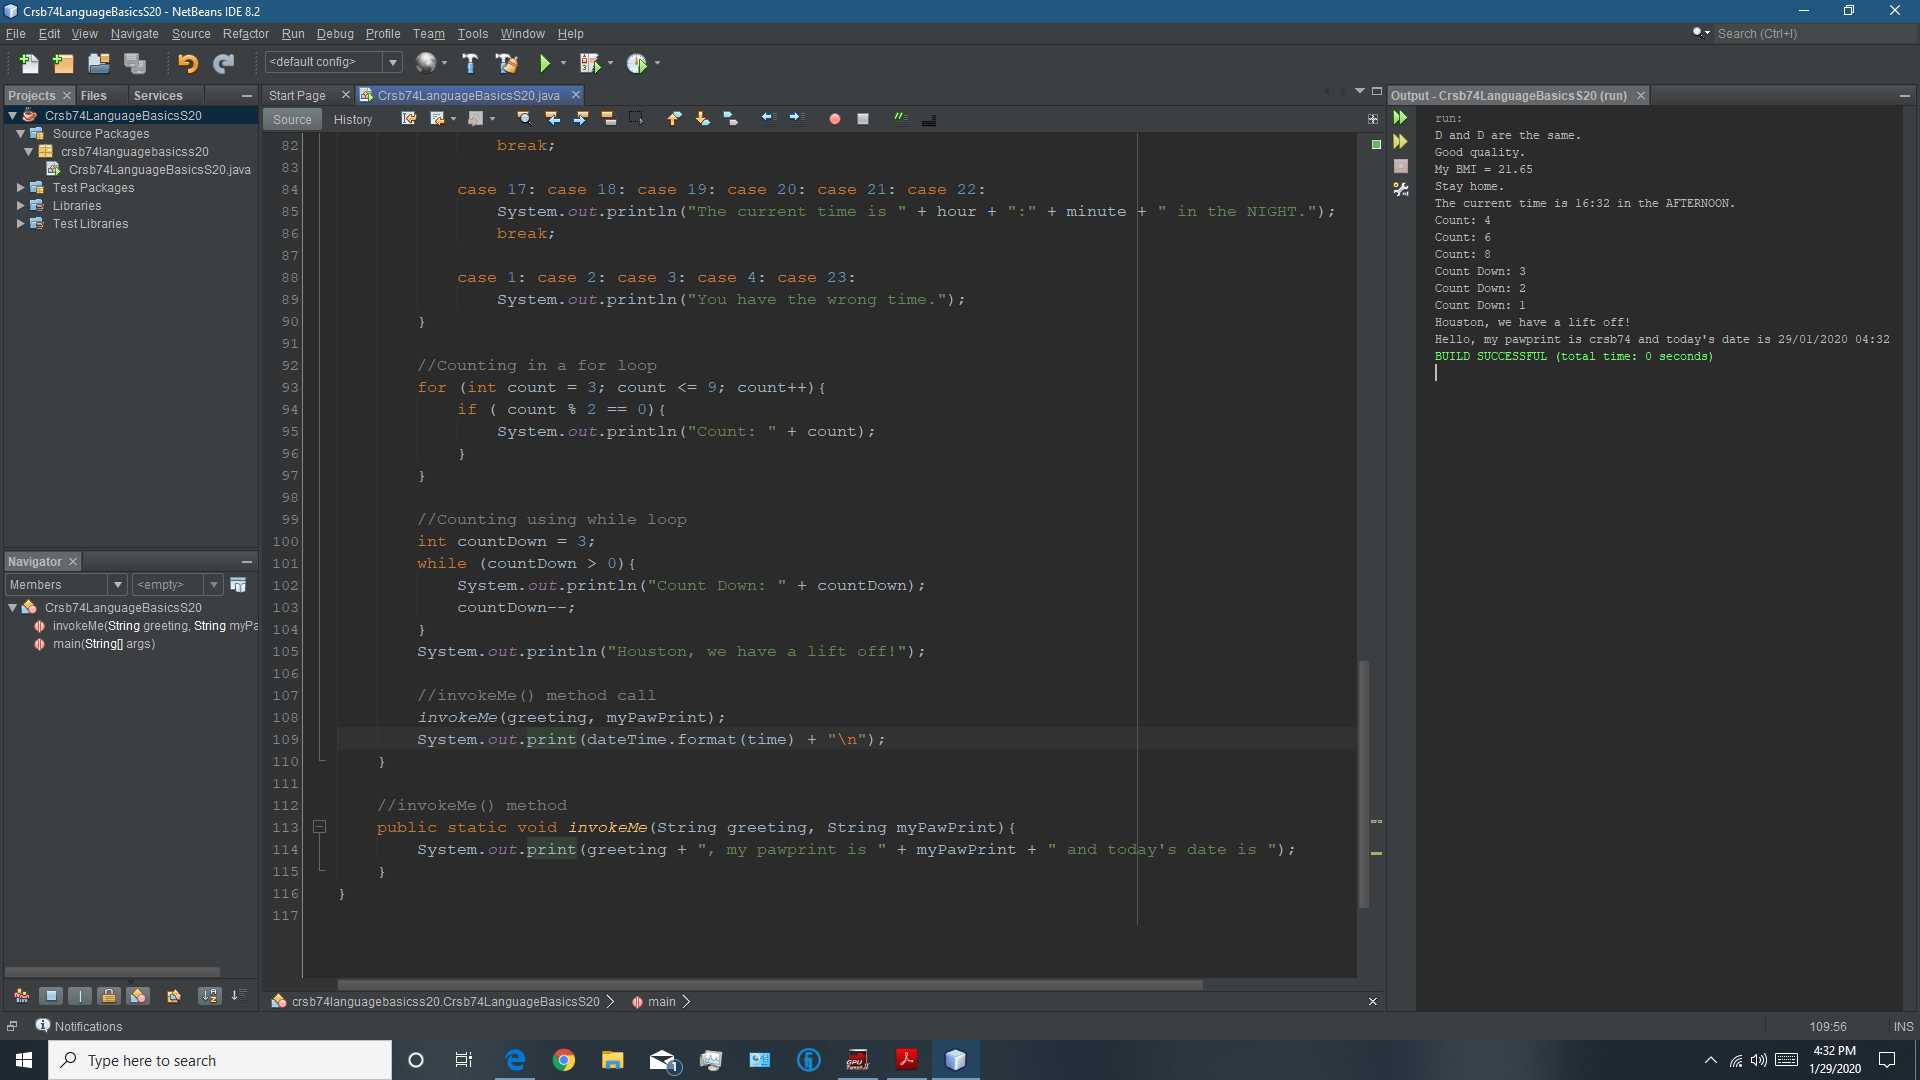 Crsb74LanguageBasicsS20 - NetBeans IDE 8.2
File Edit View Navigate Source Refactor Run Debug Profile Team Tools Window Help
Search (Ctrl+I)
<default config>
Projects Files Services
Crsb74LanguageBasicsS20
Source Packages
crsb74languagebasicss20
Crsb74LanguageBasicsS20.java
Test Packages
Libraries
Test Libraries
Navigator
Members <empty>
Crsb74LanguageBasicsS20
invokeMe(String greeting, String myPa
main(String[] args)
Start Page Crsb74LanguageBasicsS20.java
Source History
82 break;
83
84 case 17: case 18: case 19: case 20: case 21: case 22:
85 System.out.println("The current time is " + hour + ":" + minute + " in the NIGHT.");
86 break;
87
88 case 1: case 2: case 3: case 4: case 23:
89 System.out.println("You have the wrong time.");
90 }
91
92 //Counting in a for loop
93 for (int count = 3; count <= 9; count++){
94 if ( count % 2 == 0){
95 System.out.println("Count: " + count);
96 }
97 }
98
99 //Counting using while loop
100 int countDown = 3;
101 while (countDown > 0){
102 System.out.println("Count Down: " + countDown);
103 countDown--;
104 }
105 System.out.println("Houston, we have a lift off!");
106
107 //invokeMe() method call
108 invokeMe(greeting, myPawPrint);
109 System.out.print(dateTime.format(time) + "\n");
110 }
111
112 //invokeMe() method
113 public static void invokeMe(String greeting, String myPawPrint){
114 System.out.print(greeting + ", my pawprint is " + myPawPrint + " and today's date is ");
115 }
116 }
117
crsb74languagebasicss20.Crsb74LanguageBasicsS20 main
Output - Crsb74LanguageBasicsS20 (run)
run:
D and D are the same.
Good quality.
My BMI = 21.65
Stay home.
The current time is 16:32 in the AFTERNOON.
Count: 4
Count: 6
Count: 8
Count Down: 3
Count Down: 2
Count Down: 1
Houston, we have a lift off!
Hello, my pawprint is crsb74 and today's date is 29/01/2020 04:32
BUILD SUCCESSFUL (total time: 0 seconds)
Notifications
109:56 INS
Type here to search
1
4:32 PM
1/29/2020